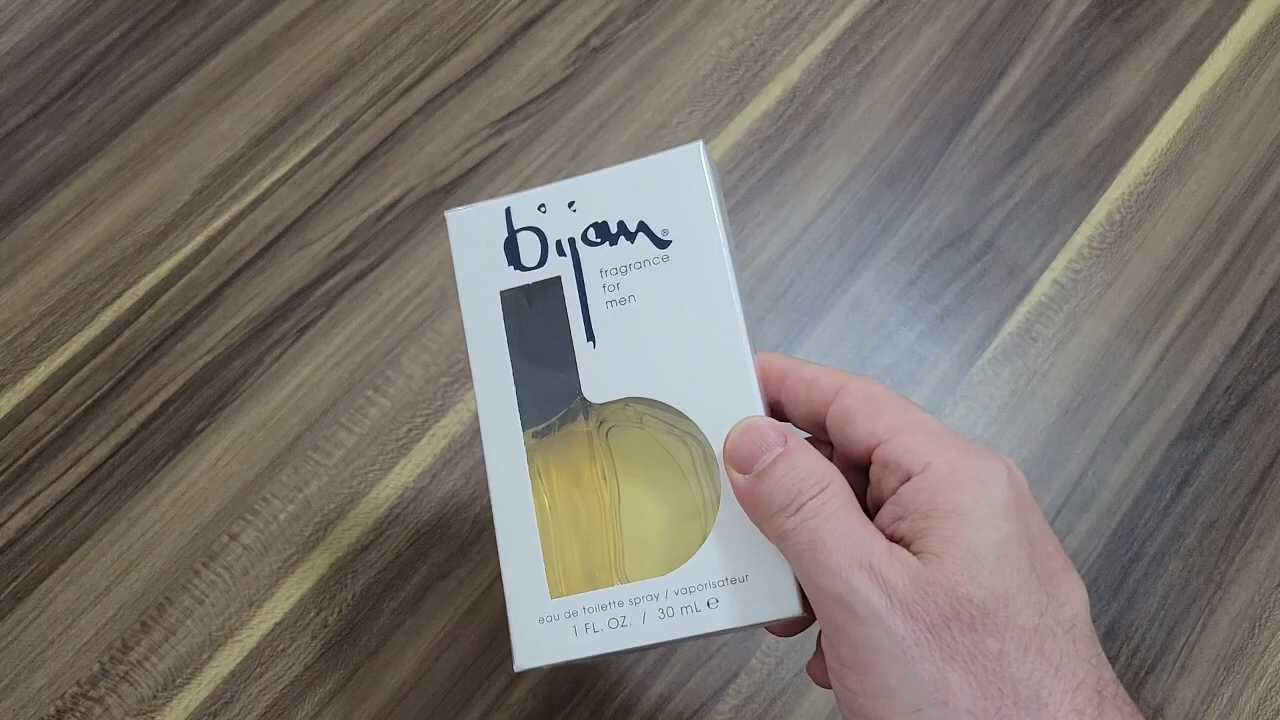 bijan®
fragrance
for
men
eau de toilette spray / vaporisateur
1 FL. OZ. / 30 mL ℮